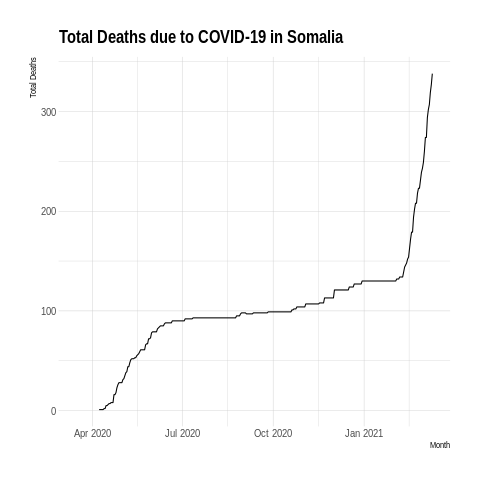 Total Deaths due to COVID-19 in Somalia
Total Deaths
300
200
100
0
Apr 2020 Jul 2020 Oct 2020 Jan 2021
Month